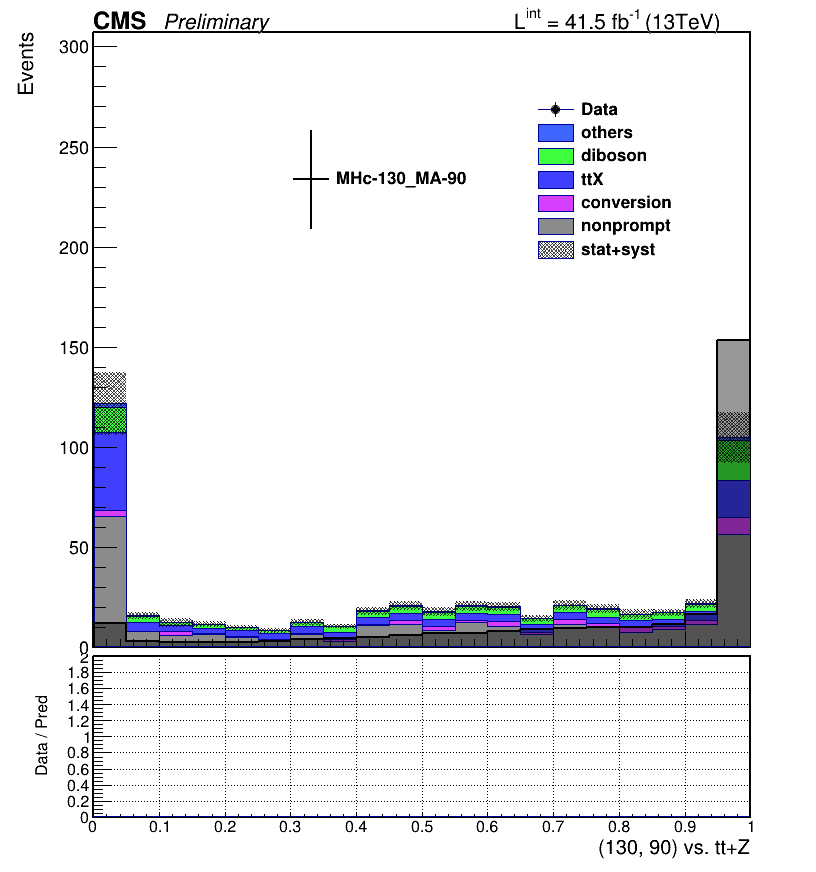 CMS Preliminary L^int = 41.5 fb^-1 (13TeV)
Events
300
250
200
150
100
50
0
Data
others
diboson
ttX
conversion
nonprompt
stat+syst
MHc-130_MA-90
Data / Pred
2
1.8
1.6
1.4
1.2
1
0.8
0.6
0.4
0.2
0
0 0.1 0.2 0.3 0.4 0.5 0.6 0.7 0.8 0.9 1
(130, 90) vs. tt+Z